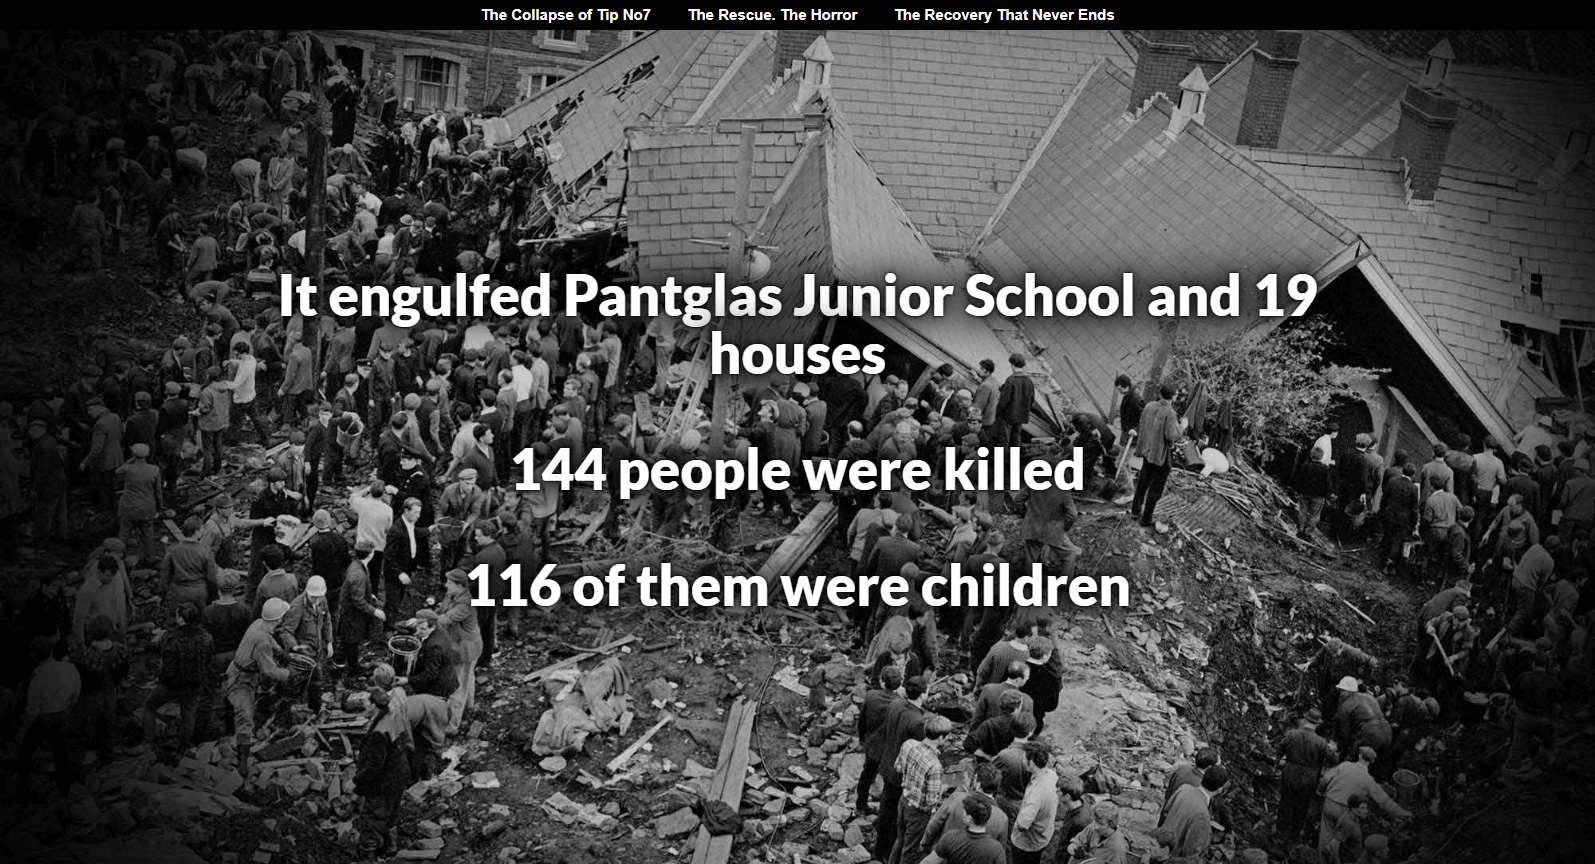 The Collapse of Tip No7
The Rescue. The Horror
The Recovery That Never Ends
It engulfed Pantglas Junior School and 19
houses
144 people were killed
116 of them were children